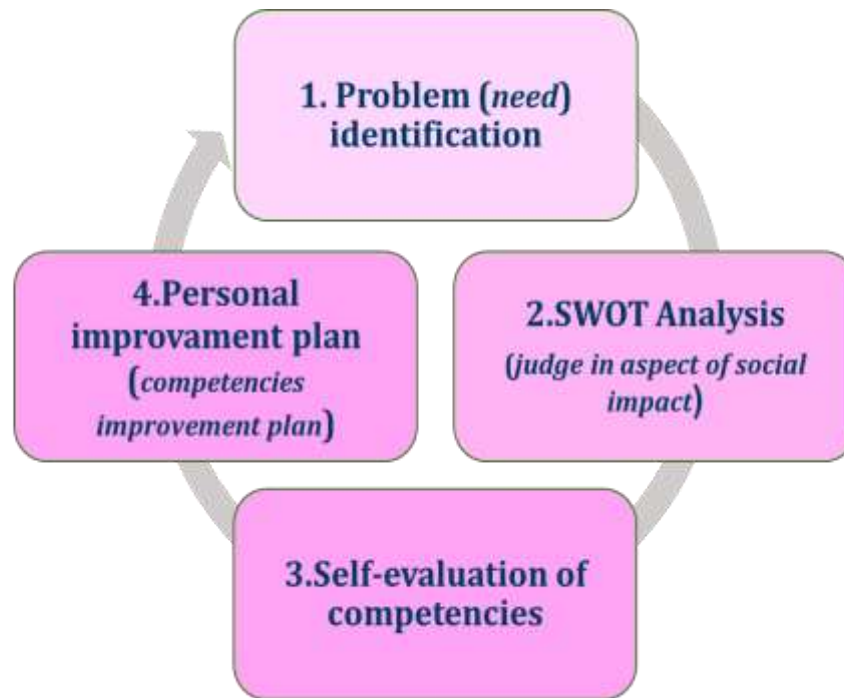 1. Problem (need)
identification
2.SWOT Analysis
(judge in aspect of social
impact)
3.Self-evaluation of
competencies
4.Personal
improvament plan
(competencies
improvement plan)